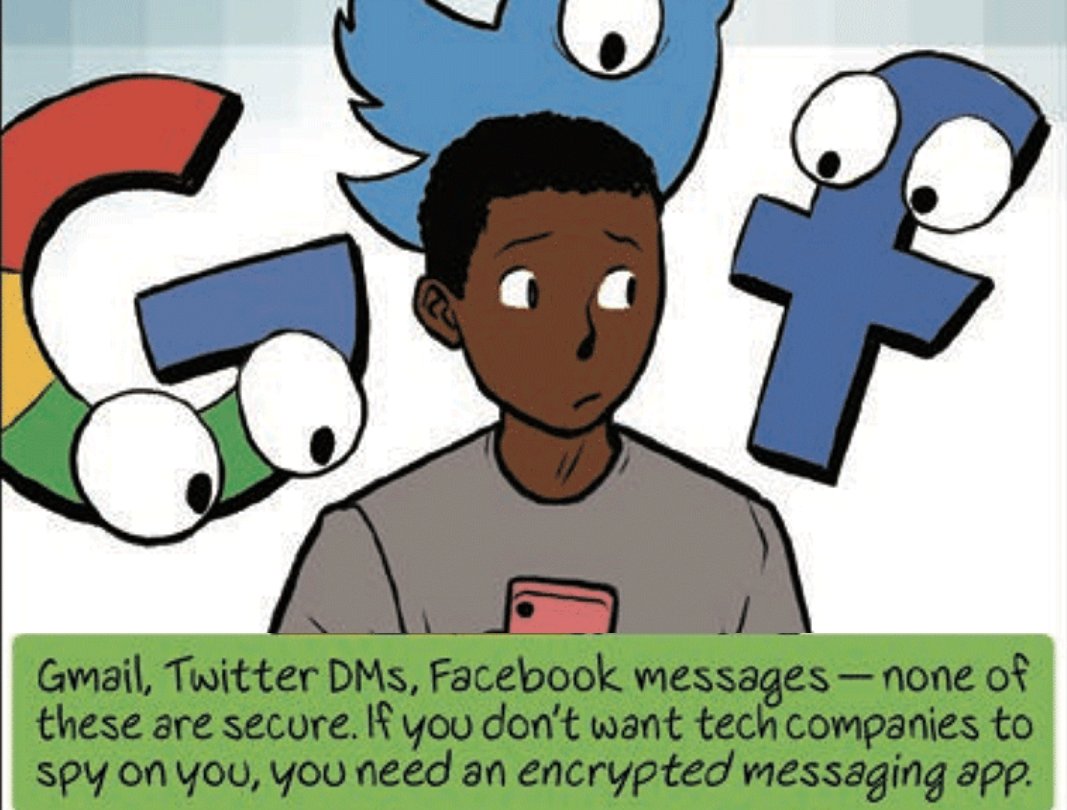 Gmail, Twitter DMs, Facebook messages — none of
these are secure. If you don't want tech companies to
spy on you, you need an encrypted messaging app.